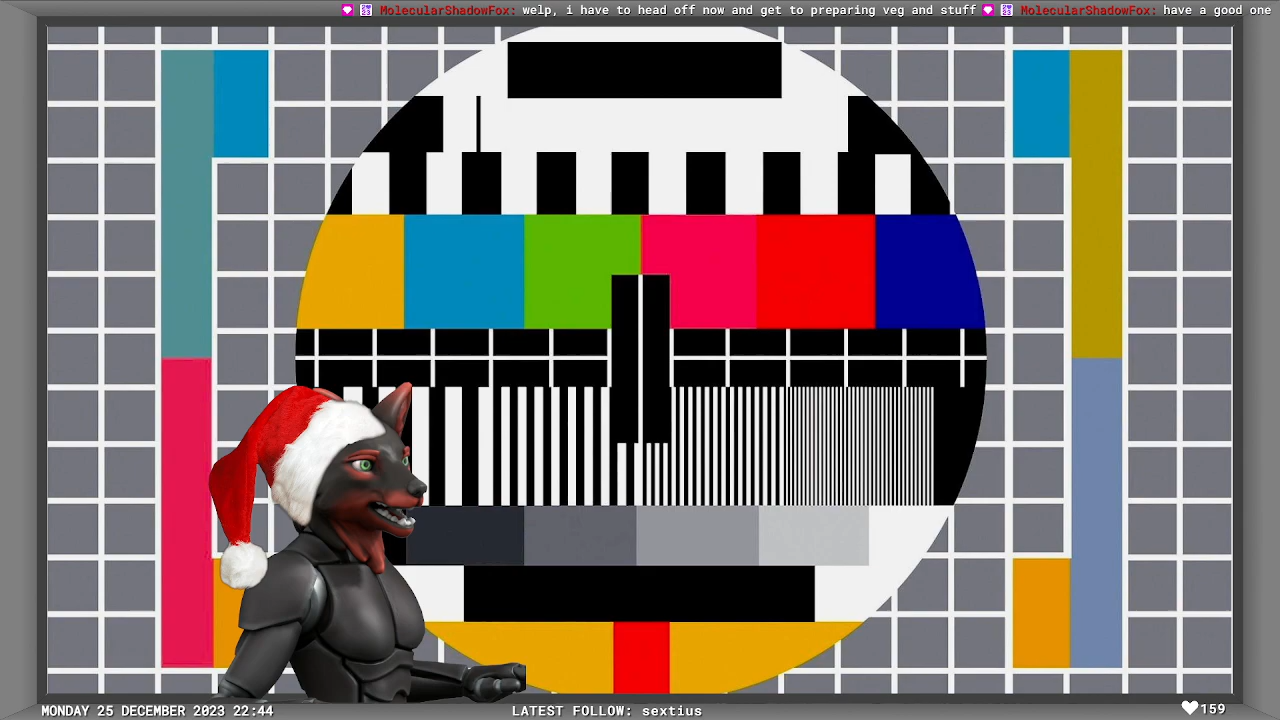 MolecularShadowFox: welp, i have to head off now and get to preparing veg and stuff MolecularShadowFox: have a good one
MONDAY 25 DECEMBER 2023 22:44 LATEST FOLLOW: sextius 159